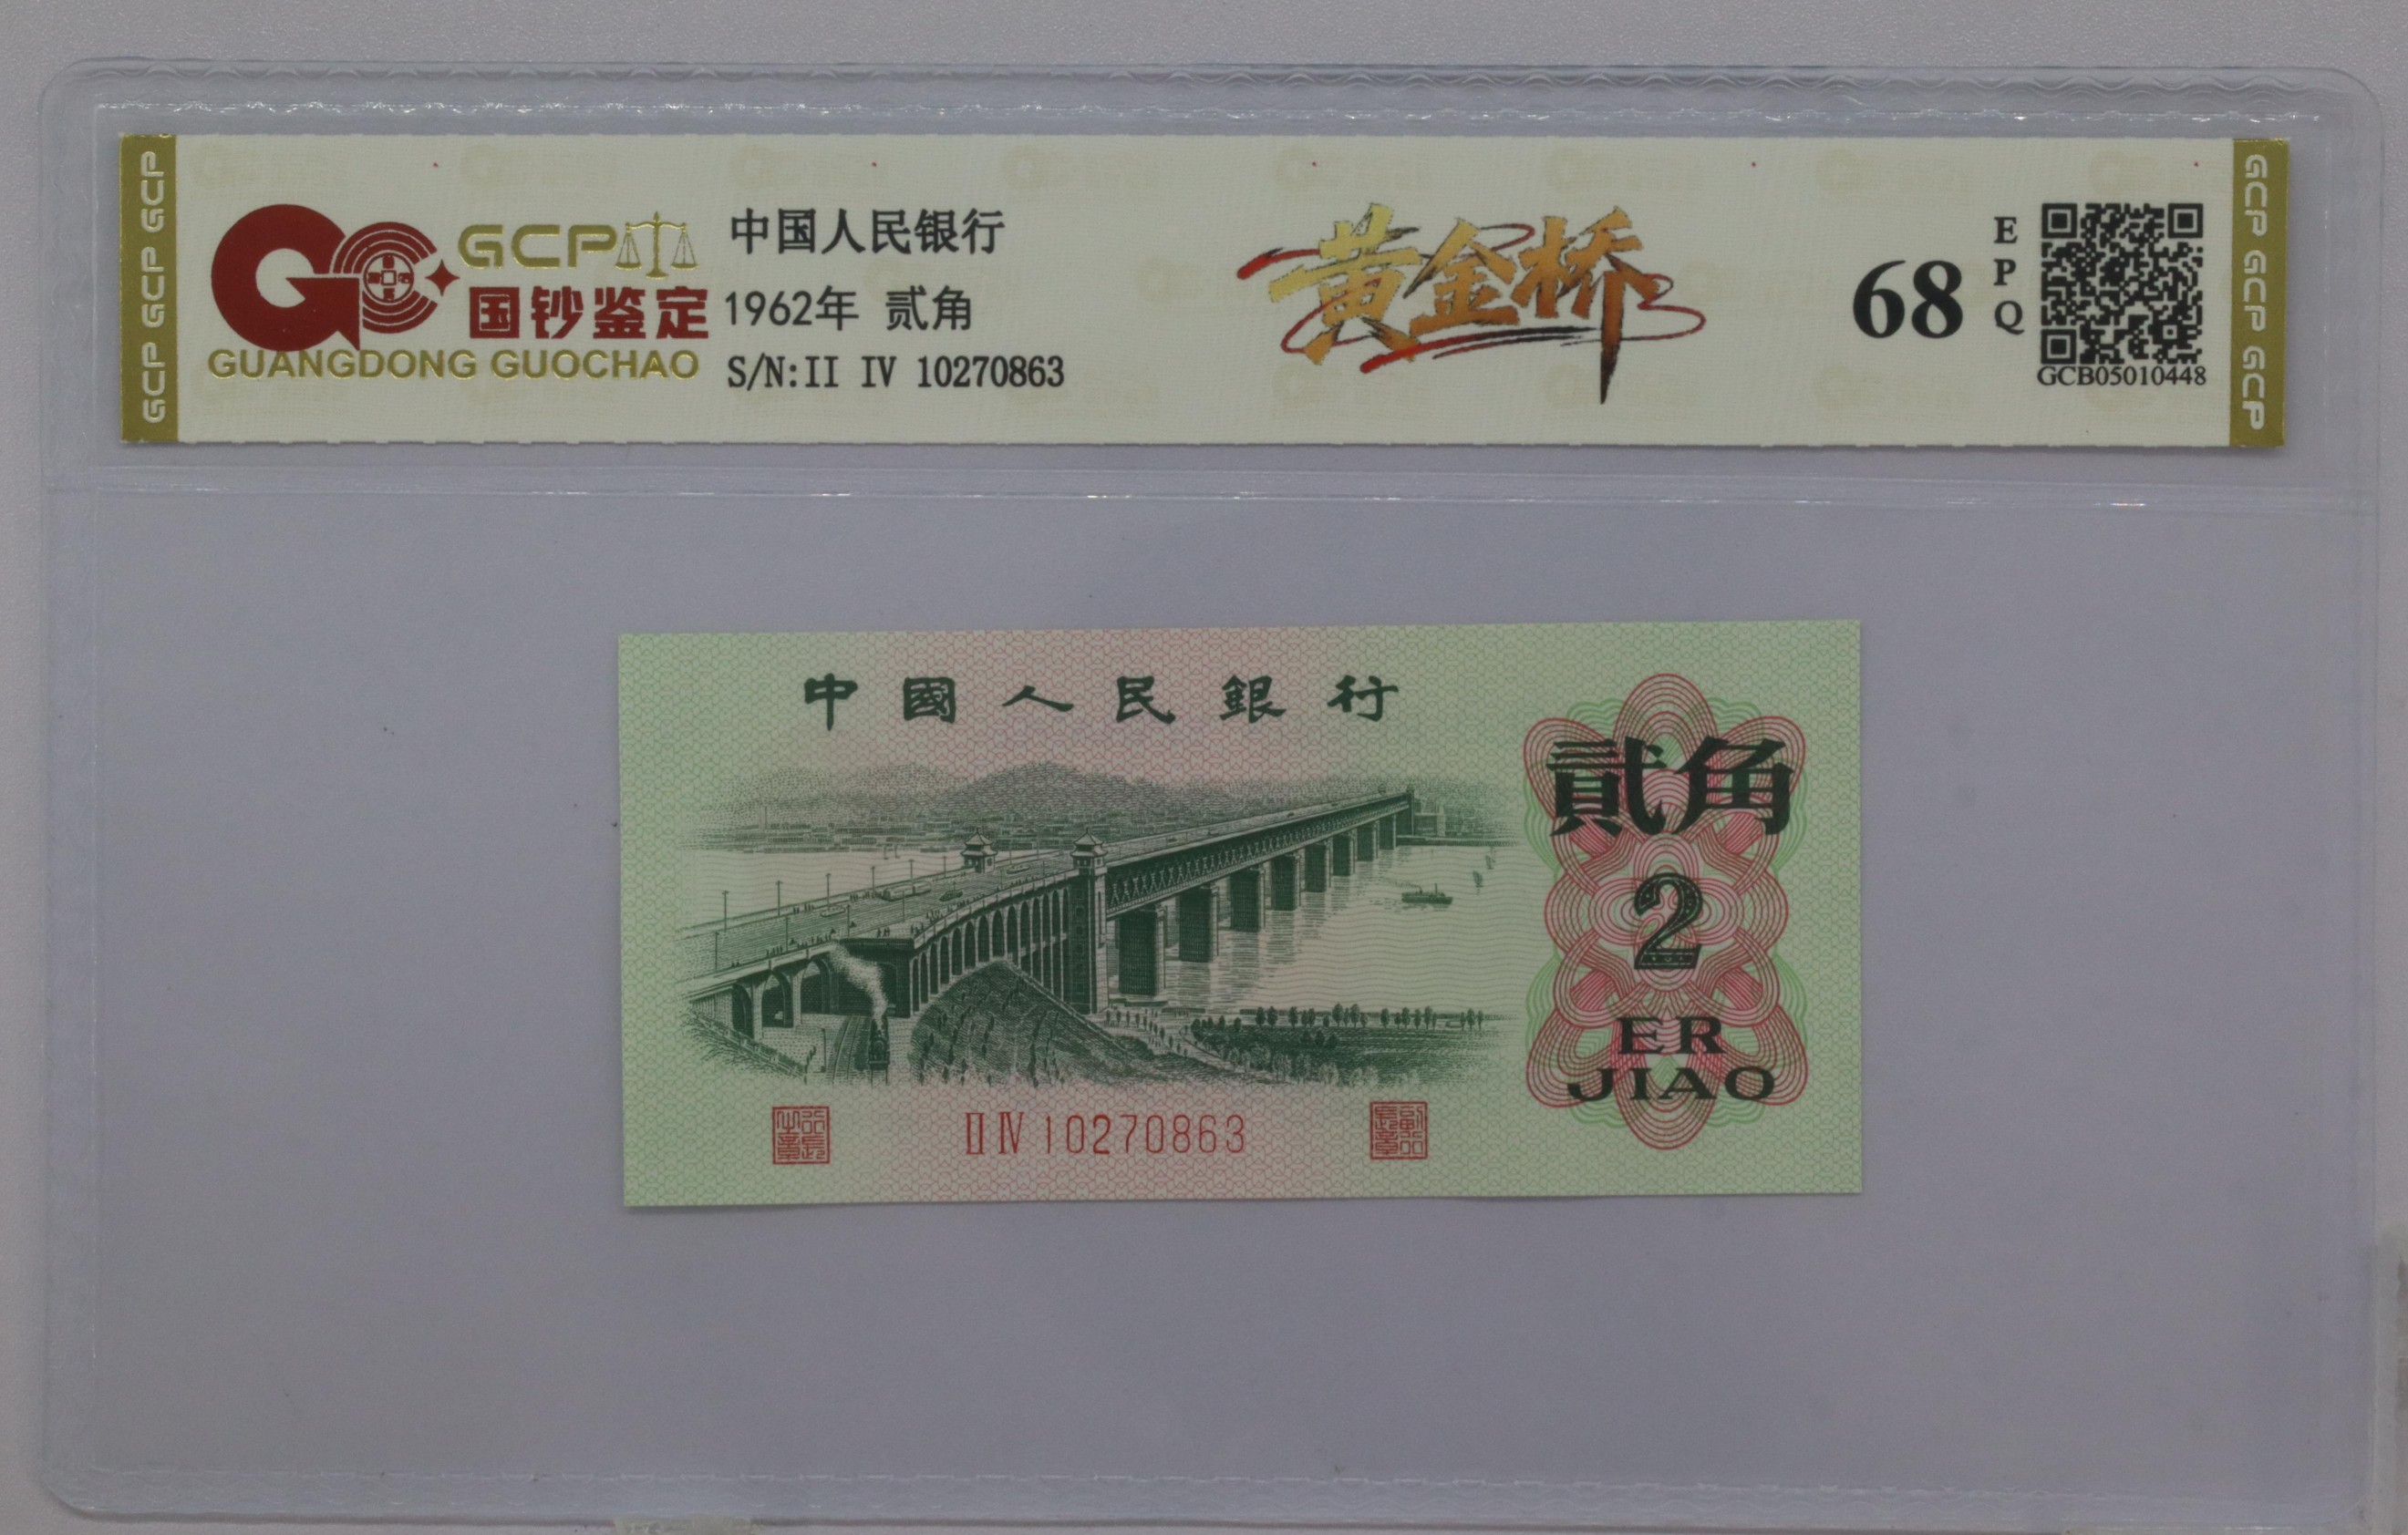 GCP GCP GCP
GCP
国钞鉴定
GUANGDONG GUOCHAO
中国人民银行
1962年 贰角
S/N:II IV 10270863
黄金桥
68
EPQ
GCB05010448
GCP GCP GCP
中國人民銀行
貳角
2
ER
JIAO
II IV 10270863